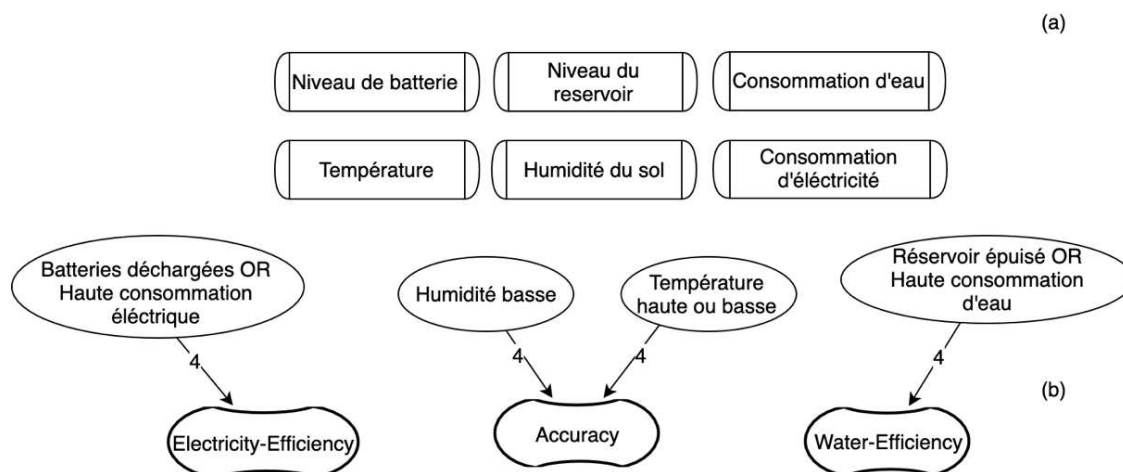 (a)
Niveau de batterie
Niveau du
reservoir
Consommation d'eau
Température
Humidité du sol
Consommation
d'éléctricité
Batteries déchargées OR
Haute consommation
éléctrique
Humidité basse
Température
haute ou basse
Réservoir épuisé OR
Haute consommation
d'eau
4
4
4
4
(b)
Electricity-Efficiency
Accuracy
Water-Efficiency